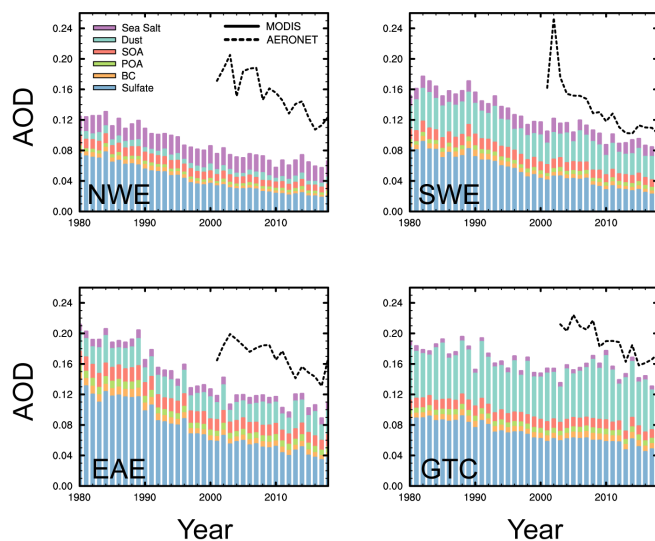 0.24
0.20
0.16
0.12
0.08
0.04
0.00
AOD
Sea Salt
Dust
SOA
POA
BC
Sulfate
MODIS
AERONET
NWE
1980 1990 2000 2010
0.24
0.20
0.16
0.12
0.08
0.04
0.00
AOD
MODIS
AERONET
SWE
1980 1990 2000 2010
0.24
0.20
0.16
0.12
0.08
0.04
0.00
AOD
EAE
1980 1990 2000 2010
Year
0.24
0.20
0.16
0.12
0.08
0.04
0.00
AOD
GTC
1980 1990 2000 2010
Year